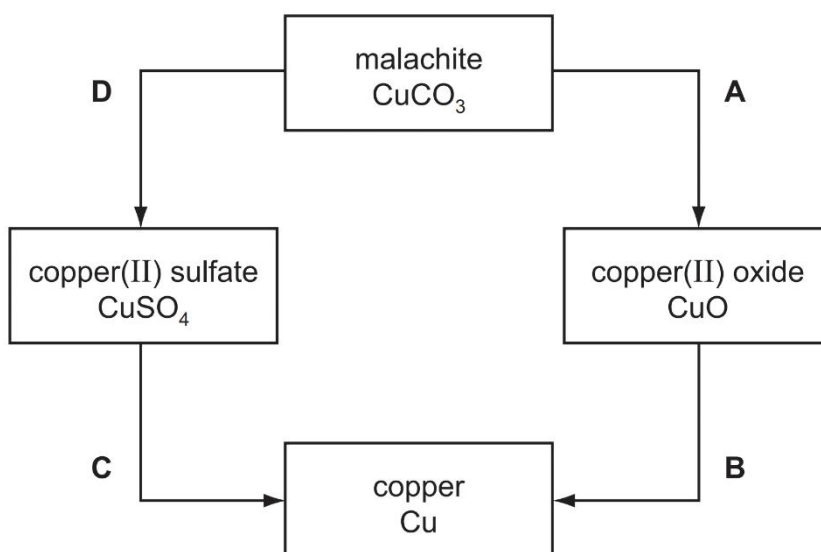 malachite
CuCO₃
D
A
copper(II) sulfate
CuSO₄
copper(II) oxide
CuO
C
B
copper
Cu